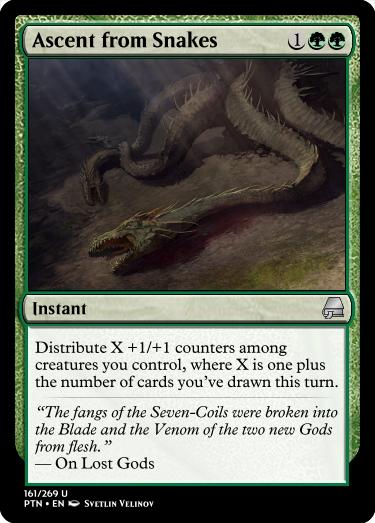 Ascent from Snakes 1
Instant
Distribute X +1/+1 counters among
creatures you control, where X is one plus
the number of cards you've drawn this turn.
“The fangs of the Seven-Coils were broken into
the Blade and the Venom of the two new Gods
from flesh.”
— On Lost Gods
161/269 U
PTN • EN Svetlin Velinov